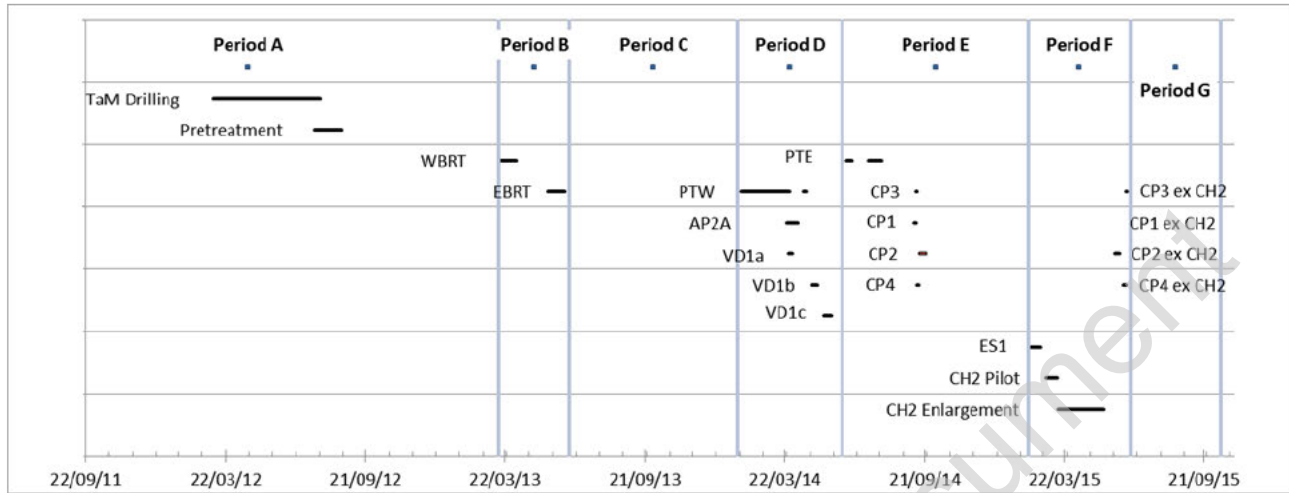 Period A Period B Period C Period D Period E Period F
Period G
TaM Drilling
Pretreatment
WBRT PTE
EBRT PTW CP3 CP3 ex CH2
AP2A CP1 CP1 ex CH2
VD1a CP2 CP2 ex CH2
VD1b CP4 CP4 ex CH2
VD1c
ES1
CH2 Pilot
CH2 Enlargement
22/09/11 22/03/12 21/09/12 22/03/13 21/09/13 22/03/14 21/09/14 22/03/15 21/09/15
cument